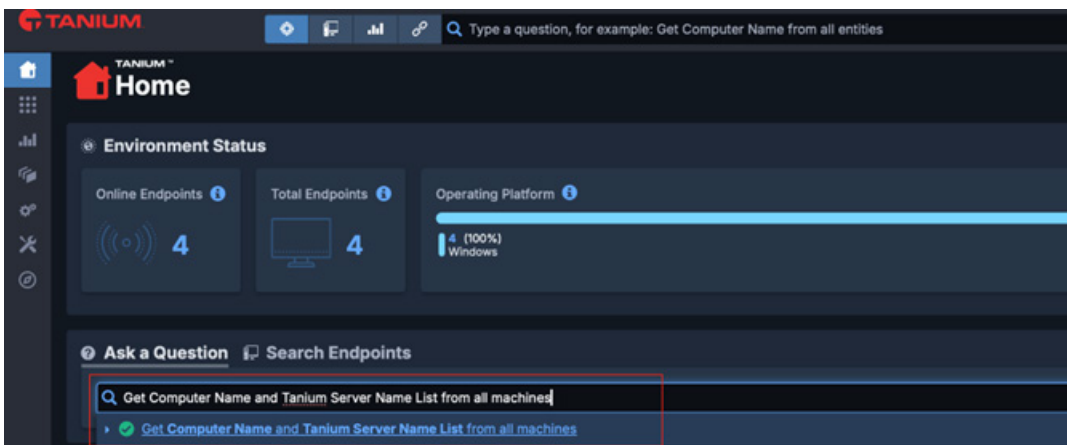 TANIUM
Type a question, for example: Get Computer Name from all entities
TANIUM™
Home
Environment Status
Online Endpoints
4
Total Endpoints
4
Operating Platform
4 (100%)
Windows
Ask a Question
Search Endpoints
Get Computer Name and Tanium Server Name List from all machines
Get Computer Name and Tanium Server Name List from all machines